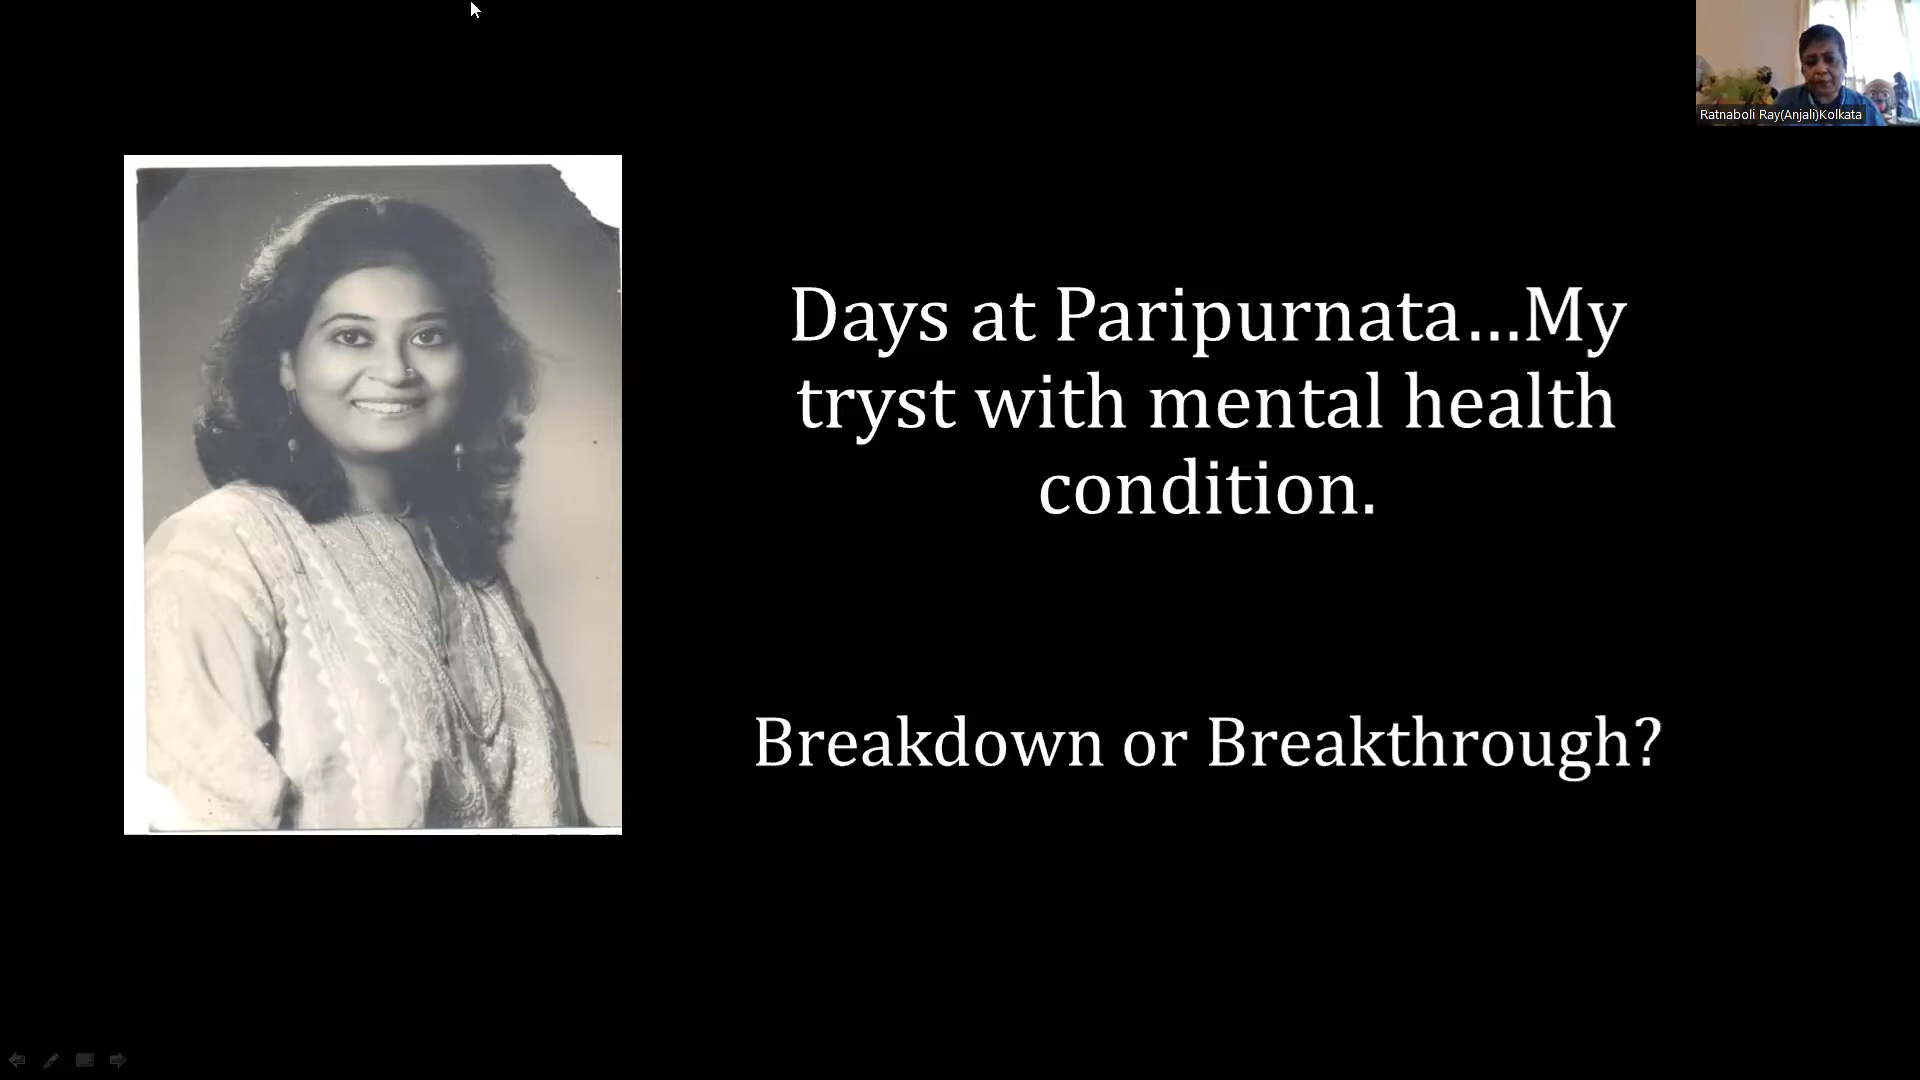 Ratnaboli Ray(Anjali)Kolkata
Days at Paripurnata...My
tryst with mental health
condition.
Breakdown or Breakthrough?